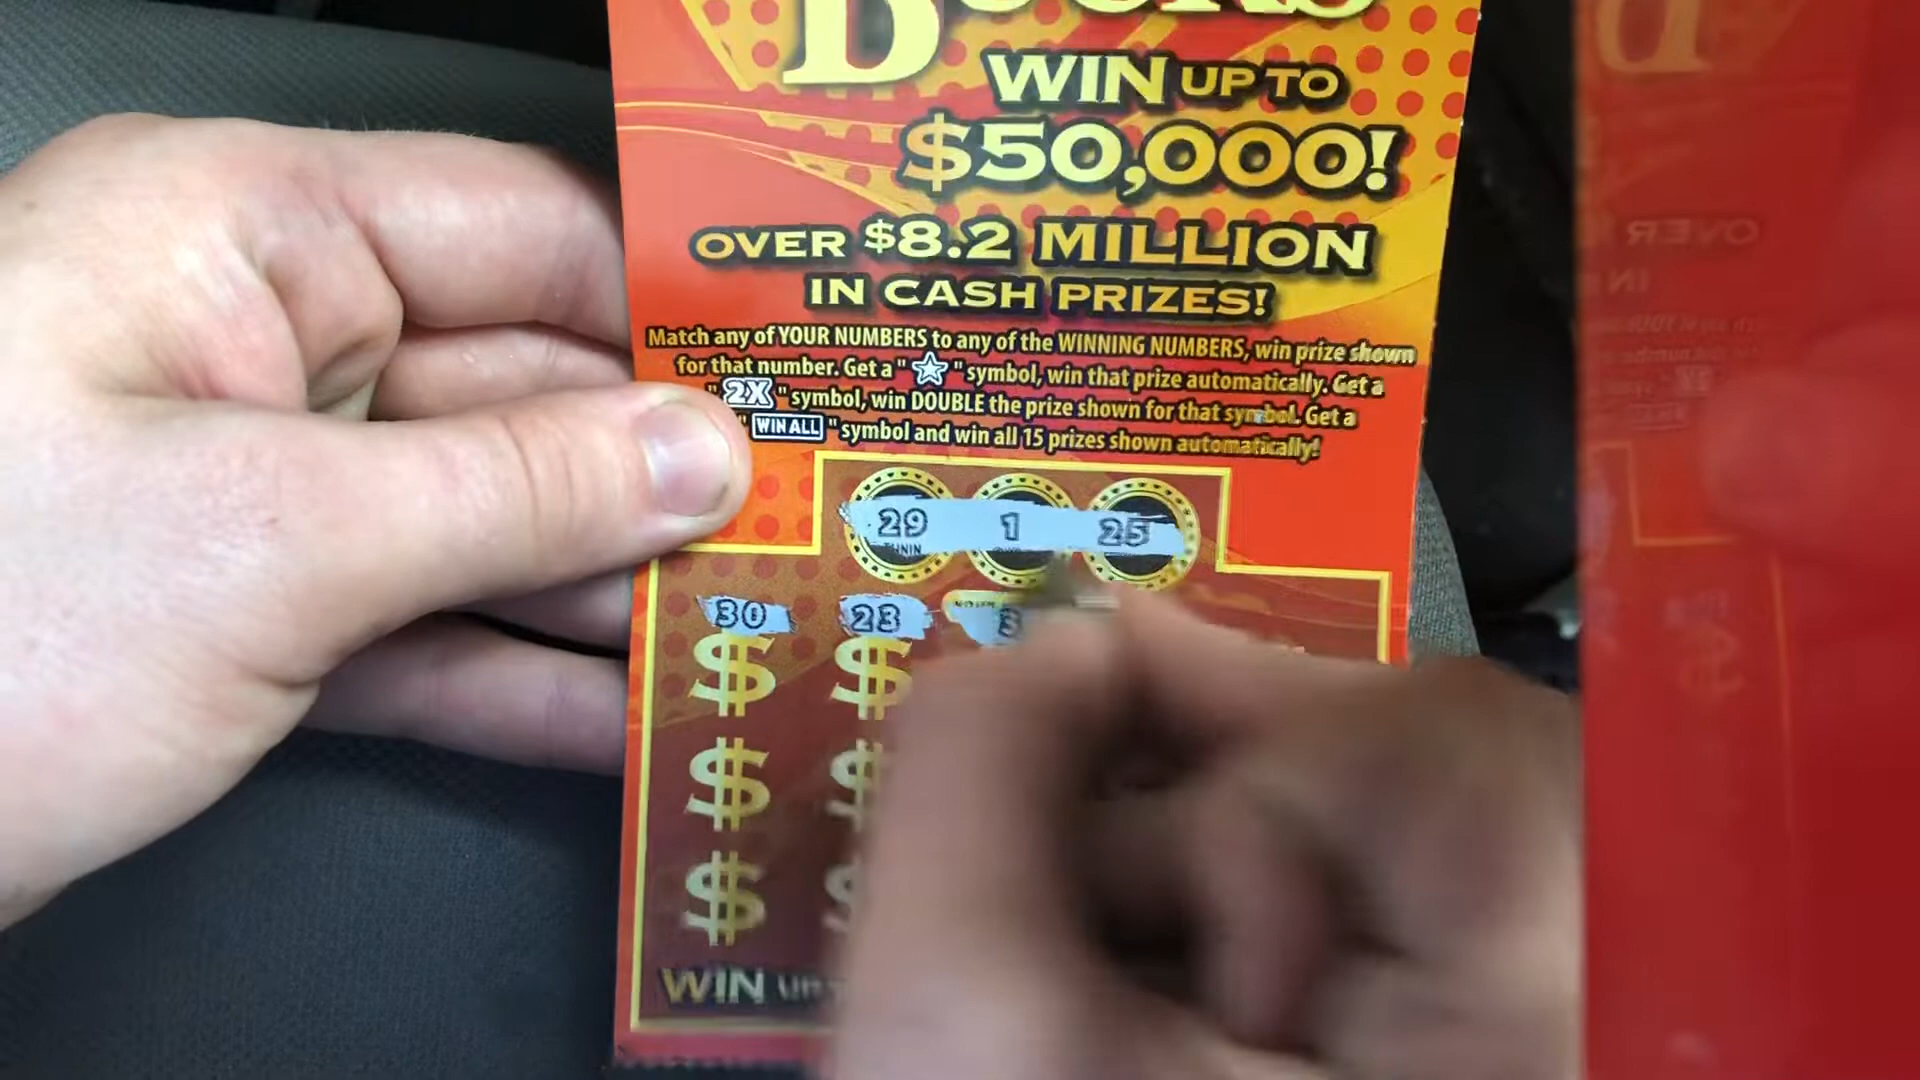 WIN UP TO
$50,000!
OVER $8.2 MILLION
IN CASH PRIZES!
Match any of YOUR NUMBERS to any of the WINNING NUMBERS, win prize shown
for that number. Get a " " symbol, win that prize automatically. Get a
" 2X " symbol, win DOUBLE the prize shown for that symbol. Get a
" WIN ALL " symbol and win all 15 prizes shown automatically!
29 1 25
30 23 3
$ $
$ $
$ $
WIN
OVER
IN